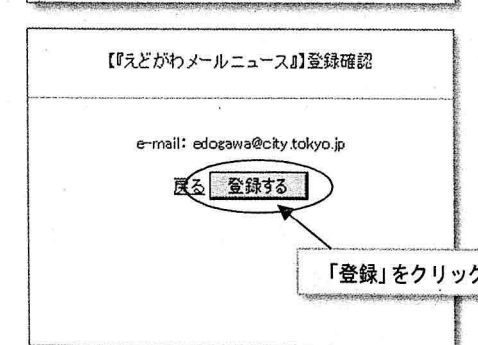 【『えどがわメールニュース』】登録確認
e-mail: edogawa@city.tokyo.jp
戻る 登録する
「登録」をクリック